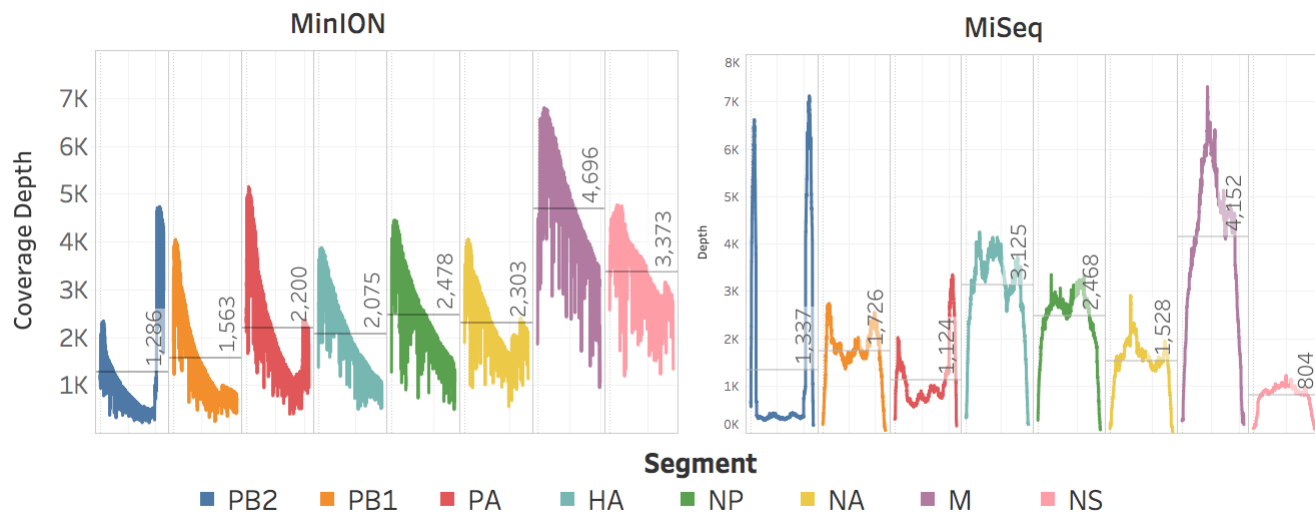 MinION
MiSeq
Coverage Depth
7K
6K
5K
4K
3K
2K
1K
1,286
1,563
2,200
2,075
2,478
2,303
4,696
3,373
Depth
8K
7K
6K
5K
4K
3K
2K
1K
0K
1,337
1,726
1,124
3,125
2,468
1,528
4,152
804
Segment
PB2 PB1 PA HA NP NA M NS